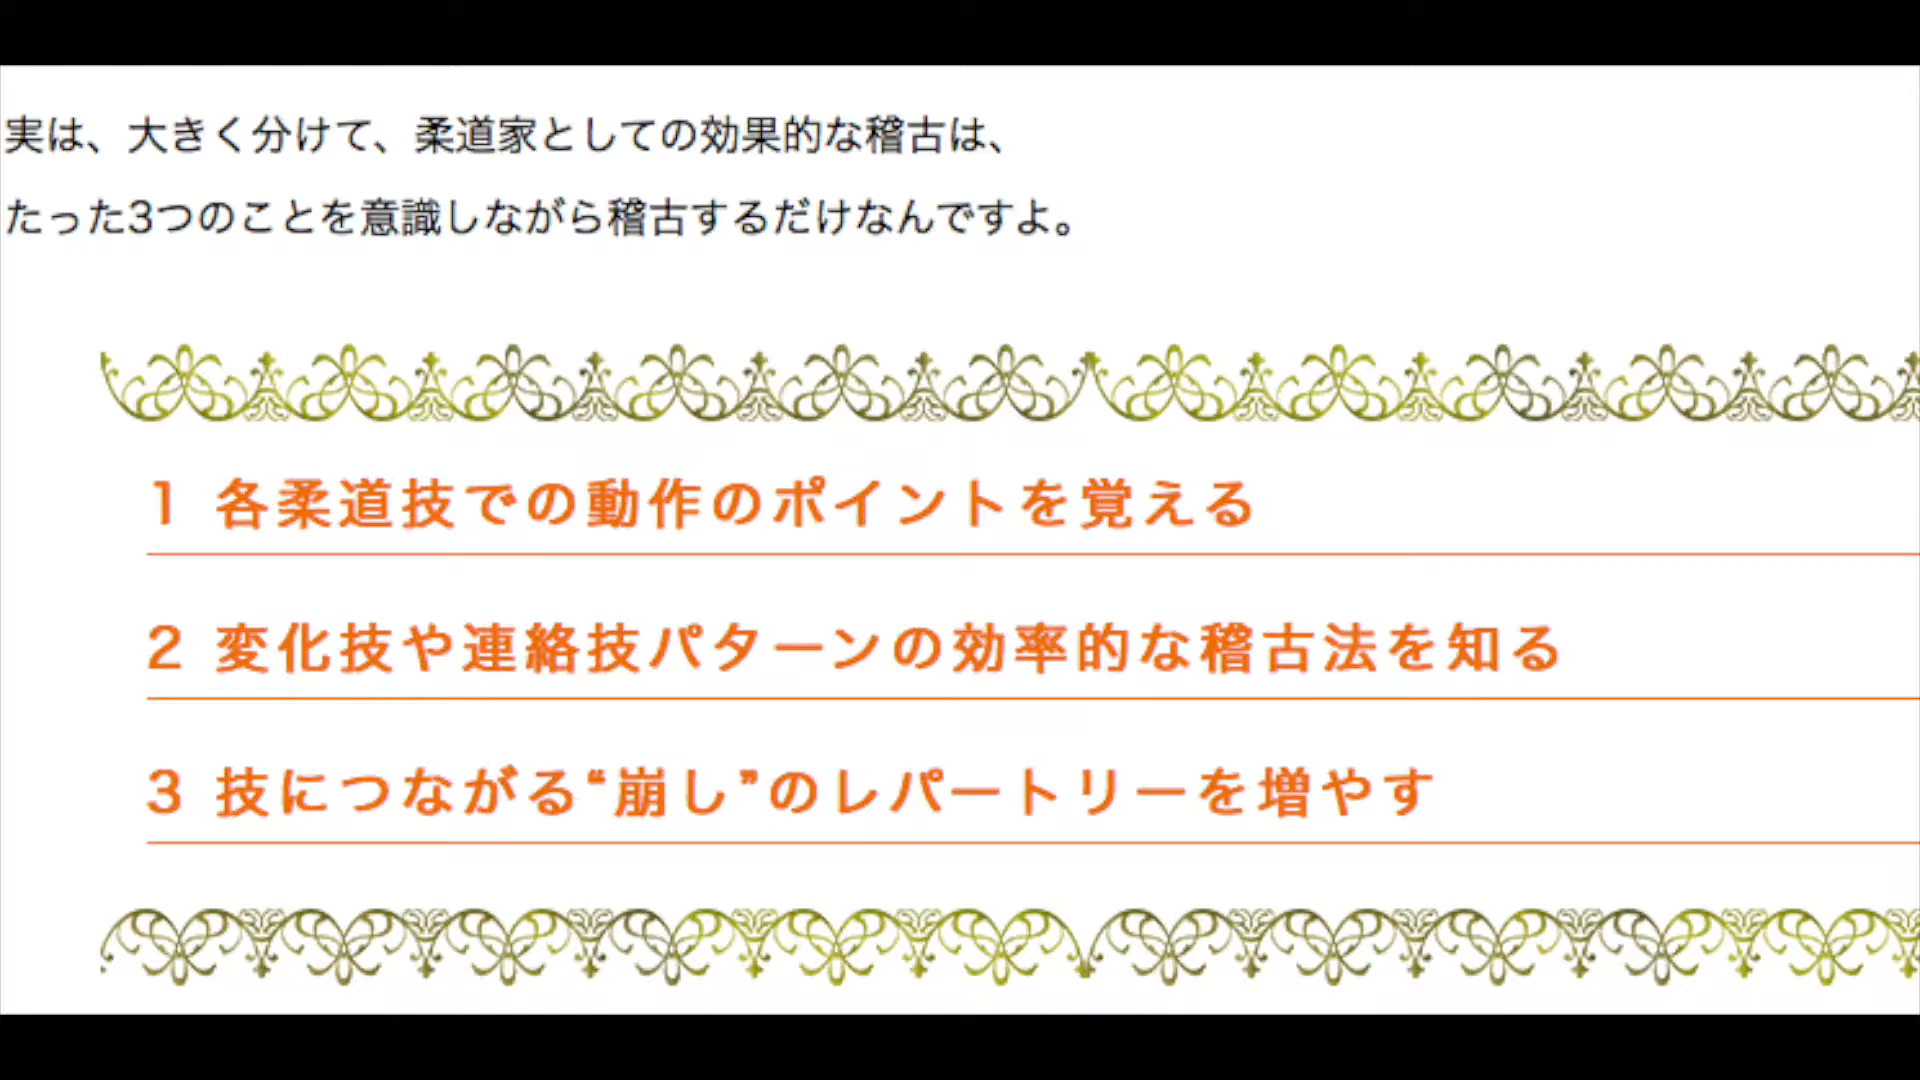 実は、大きく分けて、柔道家としての効果的な稽古は、
たった3つのことを意識しながら稽古するだけなんですよ。
1 各柔道技での動作のポイントを覚える
2 変化技や連絡技パターンの効率的な稽古法を知る
3 技につながる“崩し”のレパートリーを増やす